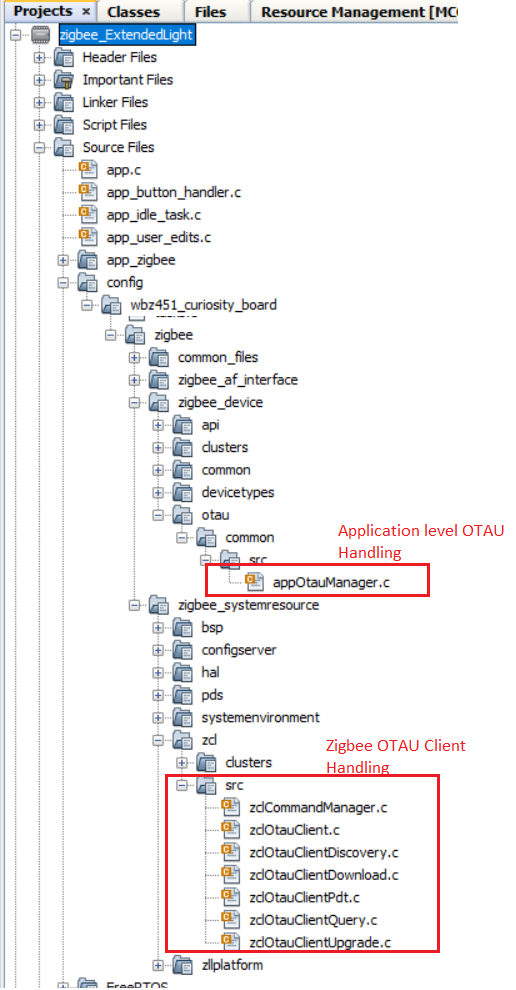 Projects × Classes Files Resource Management [MCC
zigbee_ExtendedLight
Header Files
Important Files
Linker Files
Script Files
Source Files
app.c
app_button_handler.c
app_idle_task.c
app_user_edits.c
app_zigbee
config
wbz451_curiosity_board
zigbee
common_files
zigbee_af_interface
zigbee_device
api
clusters
common
devicetypes
otau
common
Application level OTAU
Handling
src
appOtauManager.c
zigbee_systemresource
bsp
configserver
hal
pds
systemenvironment
zcl
Zigbee OTAU Client
Handling
clusters
src
zclCommandManager.c
zclOtauClient.c
zclOtauClientDiscovery.c
zclOtauClientDownload.c
zclOtauClientPdt.c
zclOtauClientQuery.c
zclOtauClientUpgrade.c
zllplatform
FreeRTOS